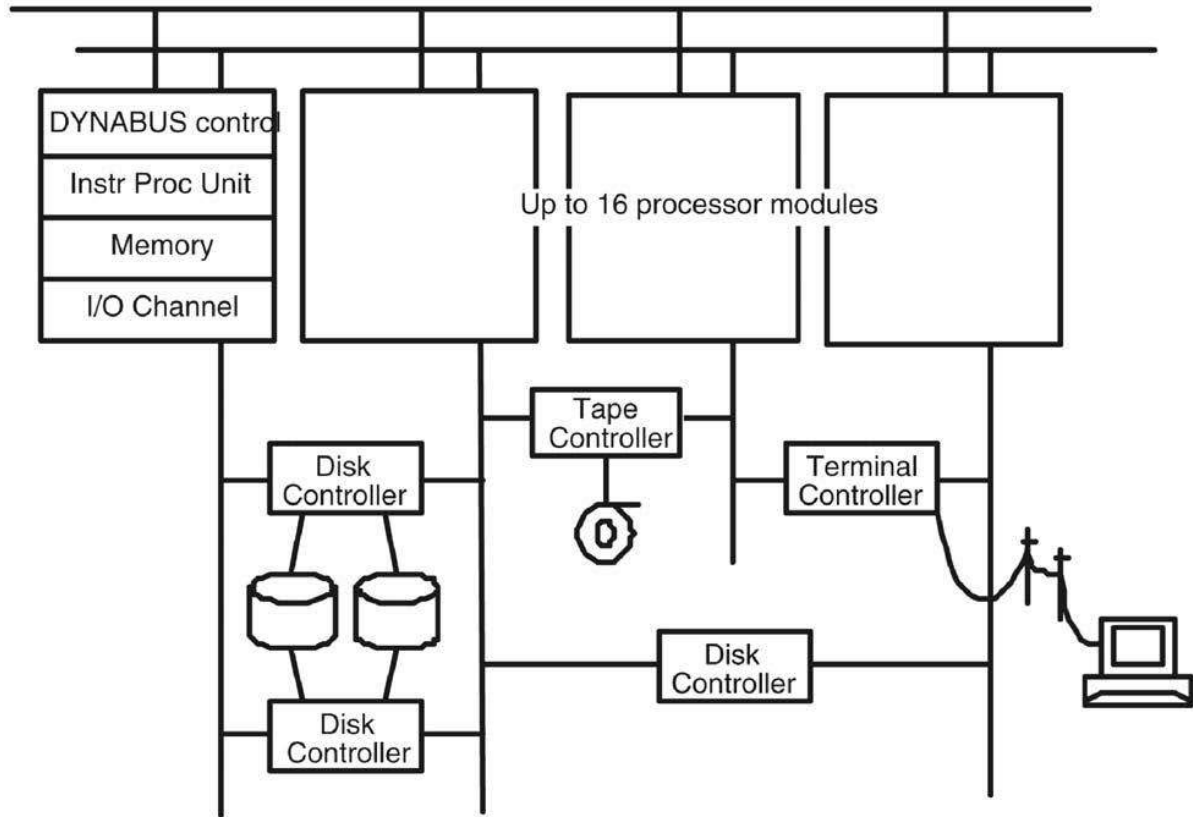 DYNABUS control
Instr Proc Unit
Memory
I/O Channel
Up to 16 processor modules
Tape
Controller
Disk
Controller
Terminal
Controller
Disk
Controller
Disk
Controller